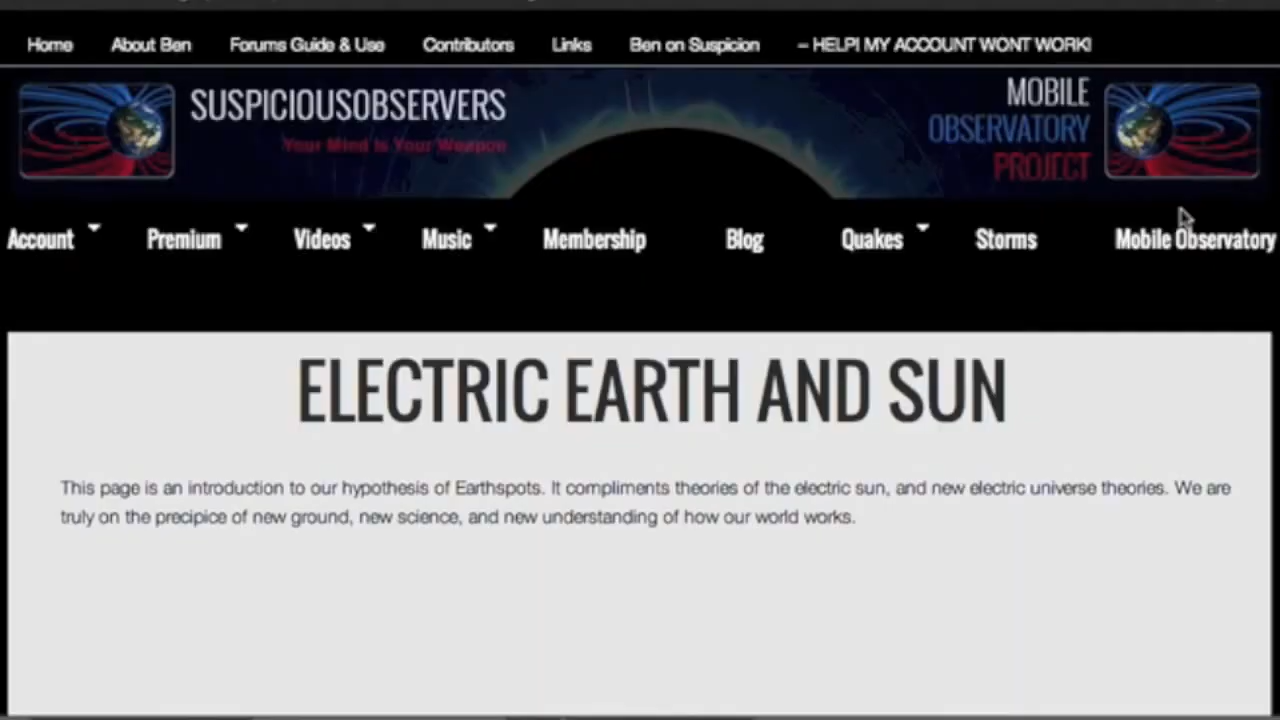 Home About Ben Forums Guide & Use Contributors Links Ben on Suspicion – HELP! MY ACCOUNT WONT WORK!
SUSPICIOUSOBSERVERS
Your Mind Is Your Weapon
MOBILE
OBSERVATORY
PROJECT
Account Premium Videos Music Membership Blog Quakes Storms Mobile Observatory
ELECTRIC EARTH AND SUN
This page is an introduction to our hypothesis of Earthspots. It compliments theories of the electric sun, and new electric universe theories. We are
truly on the precipice of new ground, new science, and new understanding of how our world works.